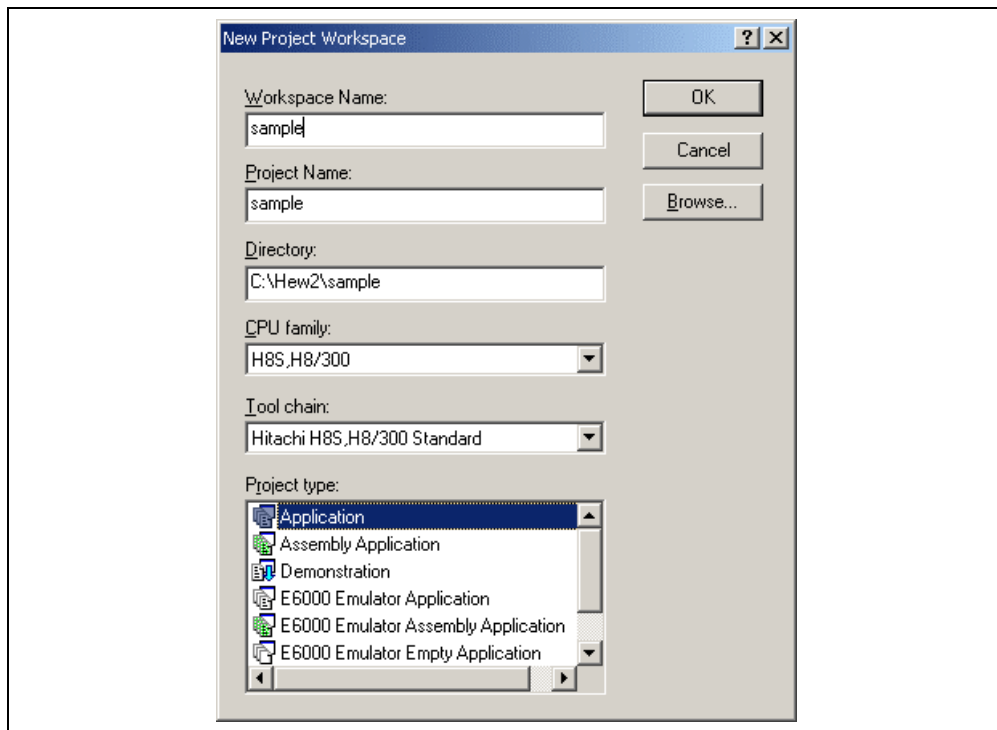 New Project Workspace
Workspace Name:
sample
OK
Cancel
Project Name:
sample
Browse...
Directory:
C:\Hew2\sample
CPU family:
H8S,H8/300
Tool chain:
Hitachi H8S,H8/300 Standard
Project type:
Application
Assembly Application
Demonstration
E6000 Emulator Application
E6000 Emulator Assembly Application
E6000 Emulator Empty Application